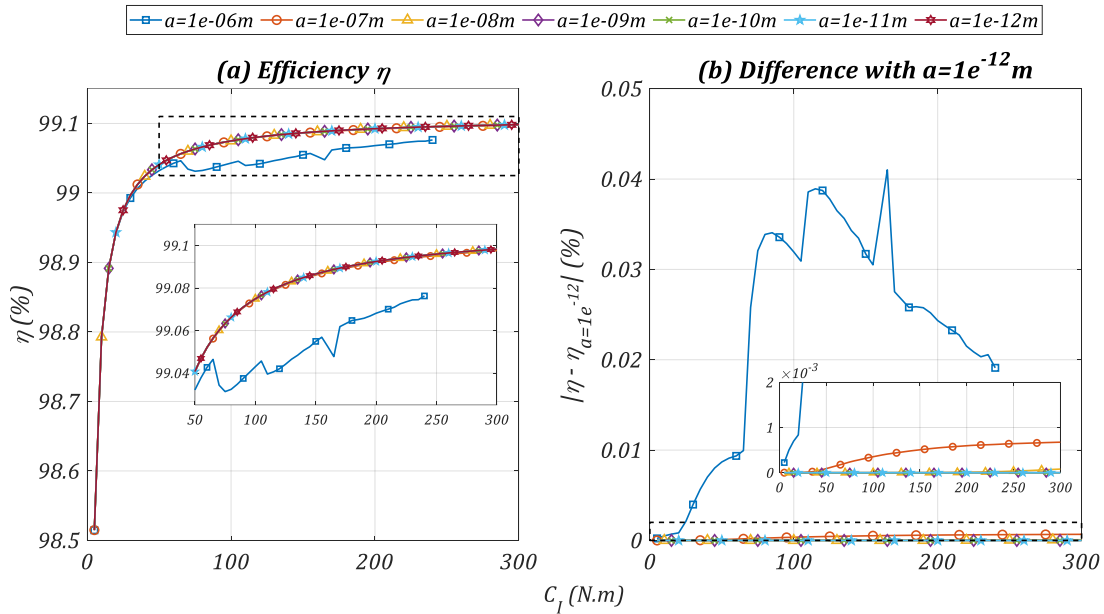 a=1e-06m a=1e-07m a=1e-08m a=1e-09m a=1e-10m a=1e-11m a=1e-12m
(a) Efficiency η
99.1
99
98.9
98.8
98.7
98.6
98.5
0 100 200 300
η (%)
99.1
99.08
99.06
99.04
50 100 150 200 250 300
(b) Difference with a=1e^-12m
0.05
0.04
0.03
0.02
0.01
0
0 100 200 300
|η - η_a=1e^-12| (%)
2 ×10^-3
1
0
0 50 100 150 200 250 300
C_I (N.m)